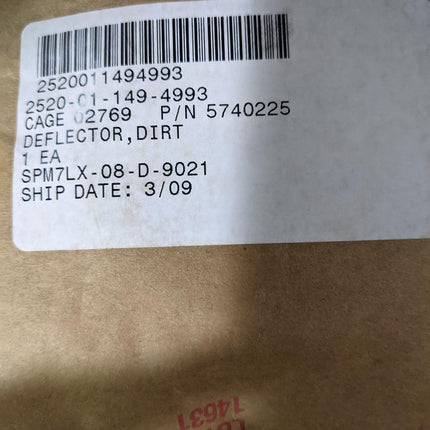 2520011494993
2520-01-149-4993
CAGE 02769 P/N 5740225
DEFLECTOR,DIRT
1 EA
SPM7LX-08-D-9021
SHIP DATE: 3/09
14631